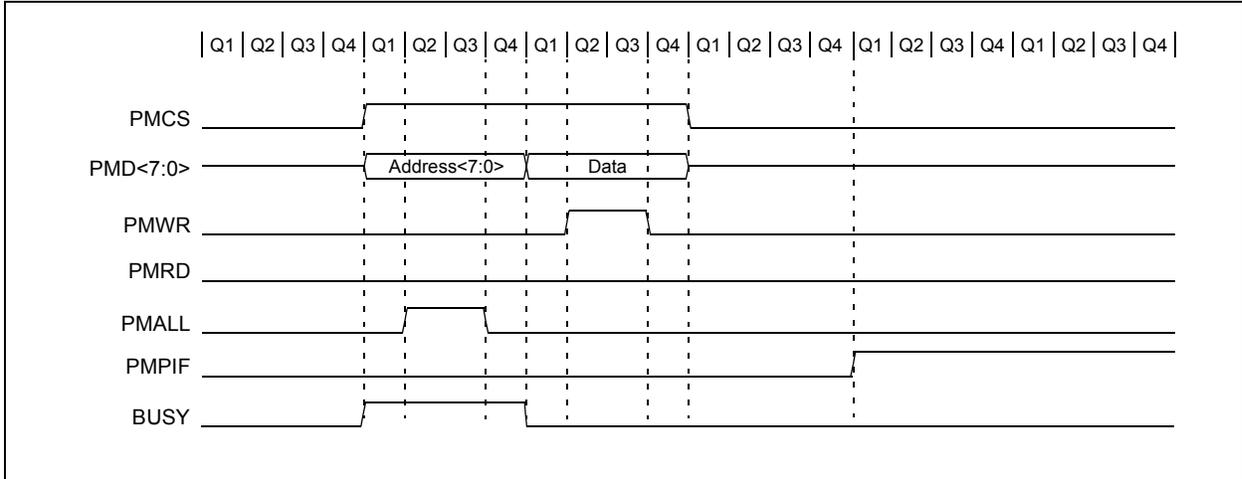 Q1 Q2 Q3 Q4 Q1 Q2 Q3 Q4 Q1 Q2 Q3 Q4 Q1 Q2 Q3 Q4 Q1 Q2 Q3 Q4 Q1 Q2 Q3 Q4
PMCS
PMD<7:0> Address<7:0> Data
PMWR
PMRD
PMALL
PMPIF
BUSY